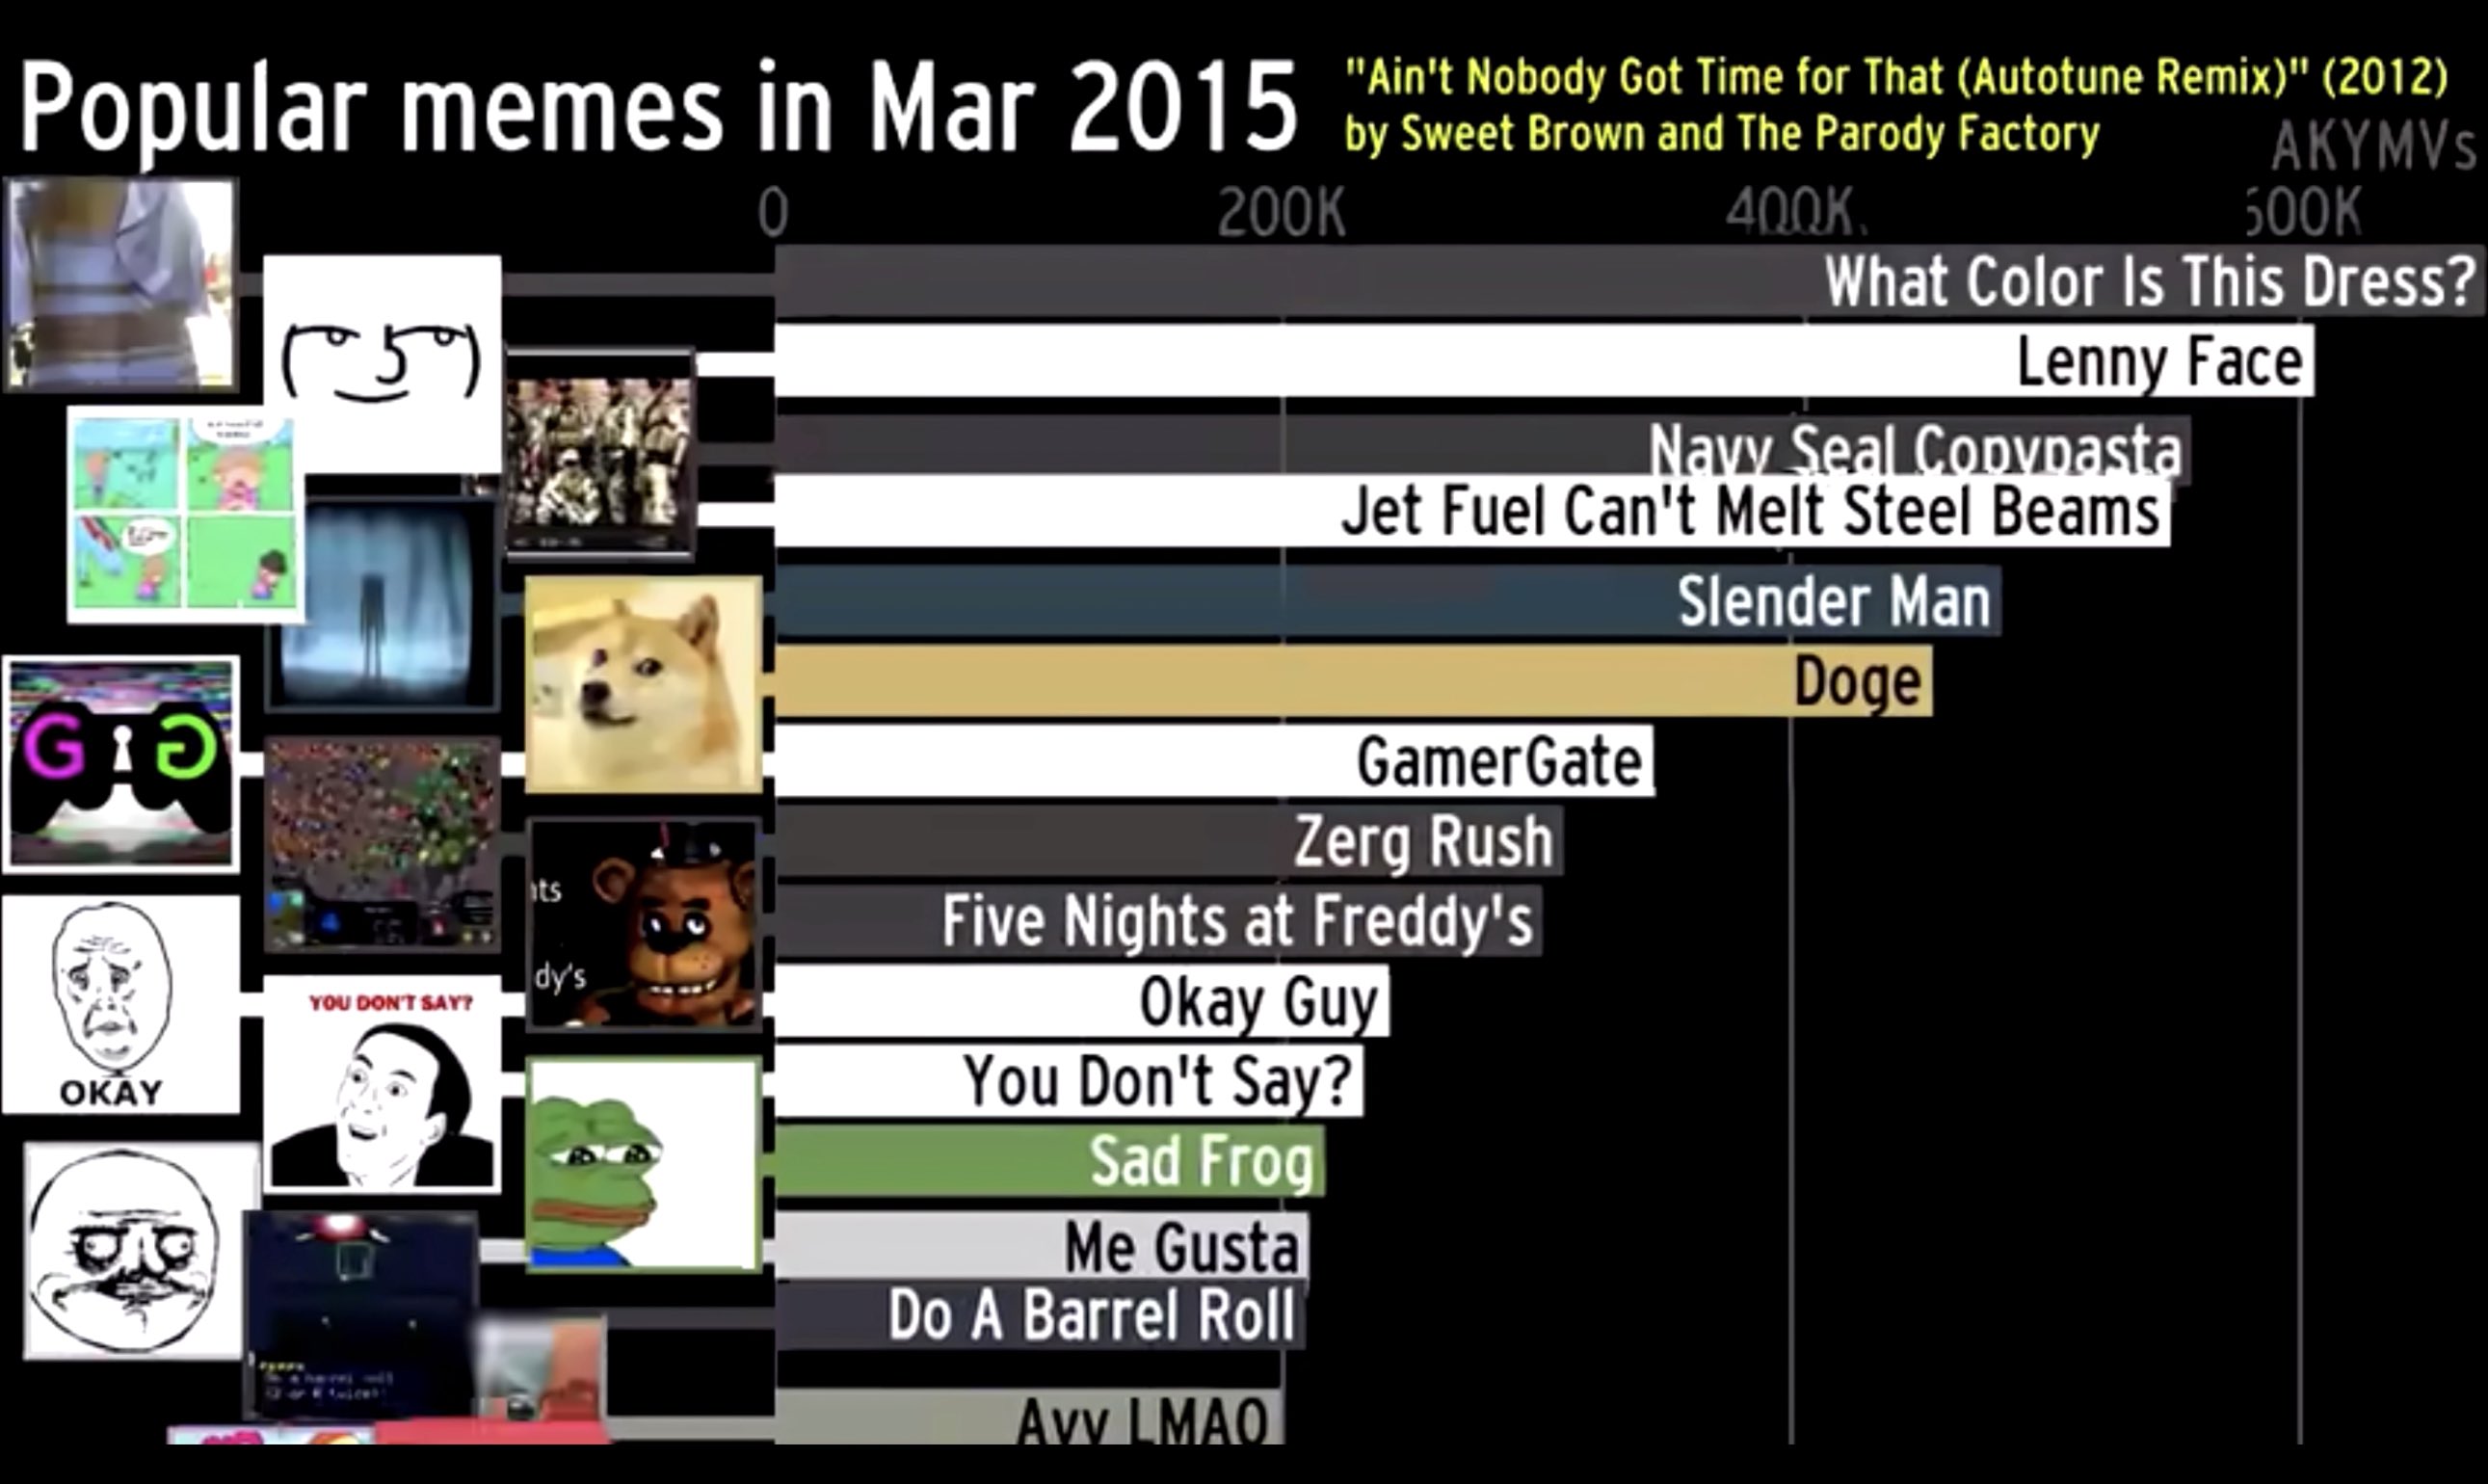 Popular memes in Mar 2015
"Ain't Nobody Got Time for That (Autotune Remix)" (2012)
by Sweet Brown and The Parody Factory
AKYMVs
0 200K 400K 600K
What Color Is This Dress?
Lenny Face
Navy Seal Copypasta
Jet Fuel Can't Melt Steel Beams
Slender Man
Doge
G G
GamerGate
Zerg Rush
nts
Five Nights at Freddy's
dy's
Okay Guy
OKAY
YOU DON'T SAY?
You Don't Say?
Sad Frog
Me Gusta
Do A Barrel Roll
Ayy LMAO